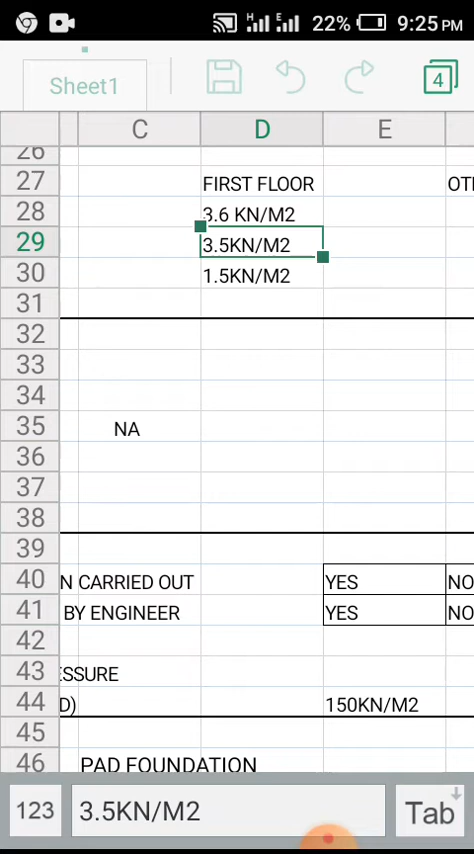 22% 9:25 PM
Sheet1 4
C D E
26
27 FIRST FLOOR OTI
28 3.6 KN/M2
29 3.5KN/M2
30 1.5KN/M2
31
32
33
34
35 NA
36
37
38
39
40 N CARRIED OUT YES NO
41 BY ENGINEER YES NO
42
43 ESSURE
44 D) 150KN/M2
45
46 PAD FOUNDATION
123 3.5KN/M2 Tab